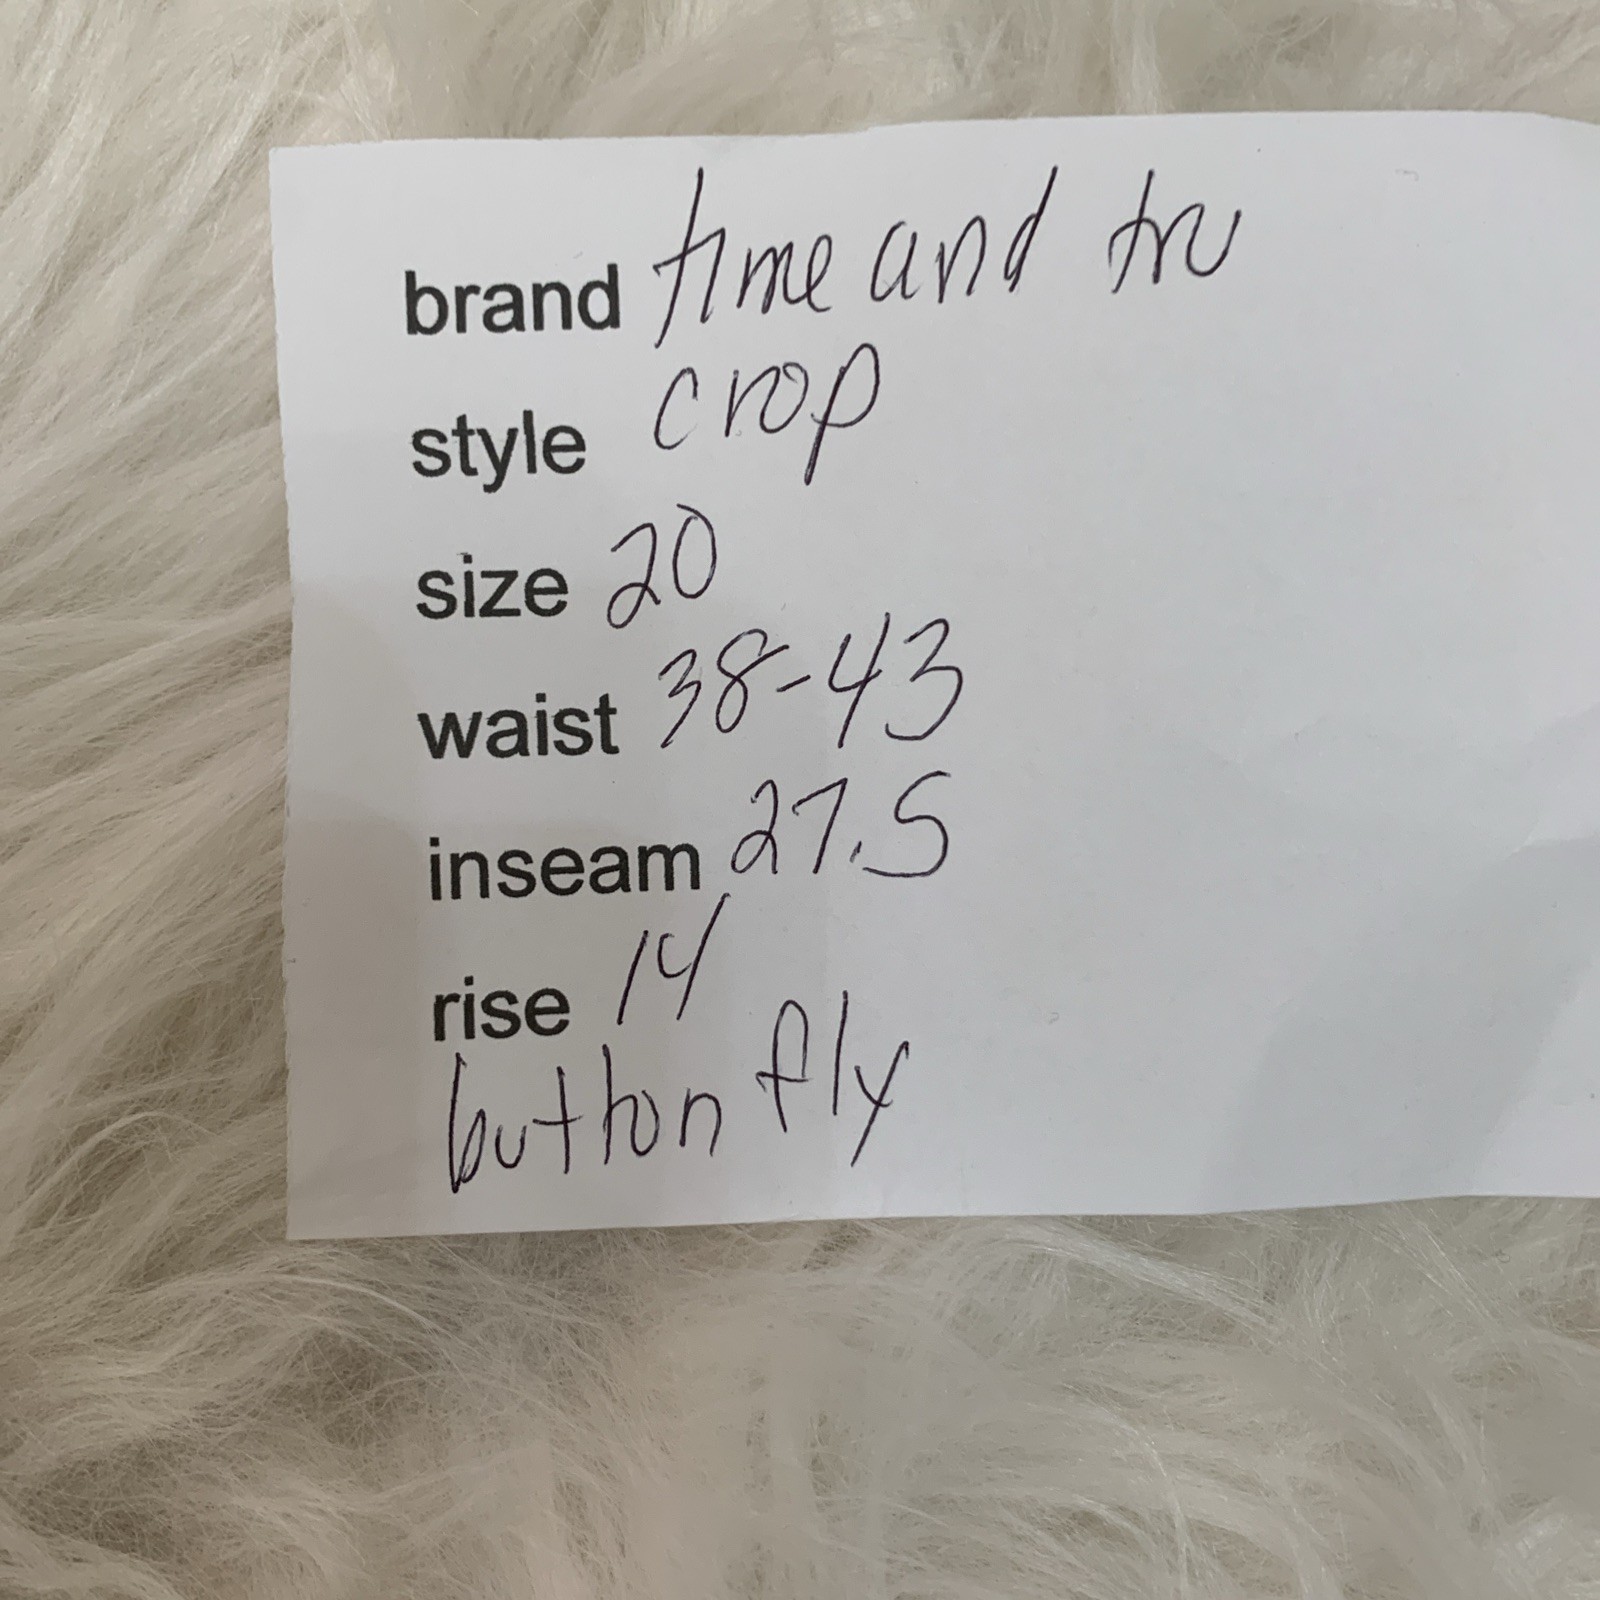 brand time and tru
style crop
size 20
waist 38-43
inseam 27.5
rise 14
button fly